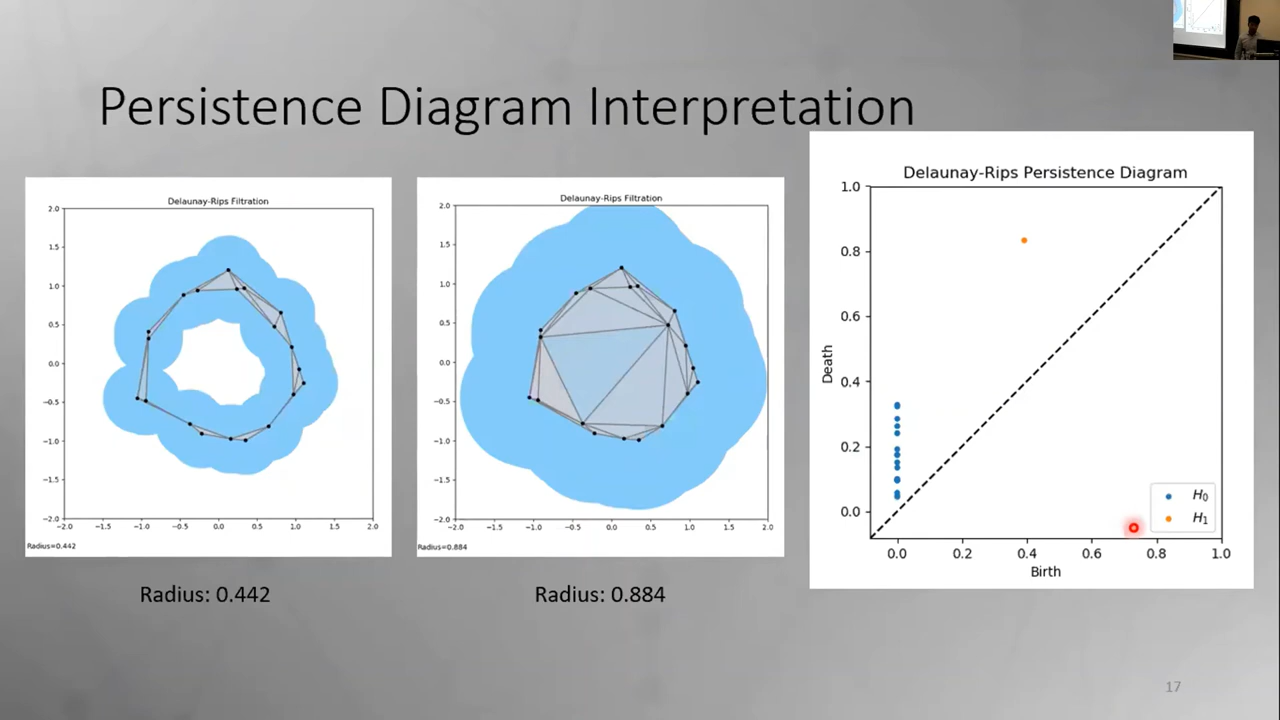 Persistence Diagram Interpretation
Delaunay-Rips Filtration
2.0
1.5
1.0
0.5
0.0
−0.5
−1.0
−1.5
−2.0
−2.0 −1.5 −1.0 −0.5 0.0 0.5 1.0 1.5 2.0
Radius=0.442
Radius: 0.442
Delaunay-Rips Filtration
2.0
1.5
1.0
0.5
0.0
−0.5
−1.0
−1.5
−2.0
−2.0 −1.5 −1.0 −0.5 0.0 0.5 1.0 1.5 2.0
Radius=0.884
Radius: 0.884
Delaunay-Rips Persistence Diagram
1.0
0.8
0.6
0.4
0.2
0.0
Death
H₀
H₁
0.0 0.2 0.4 0.6 0.8 1.0
Birth
17